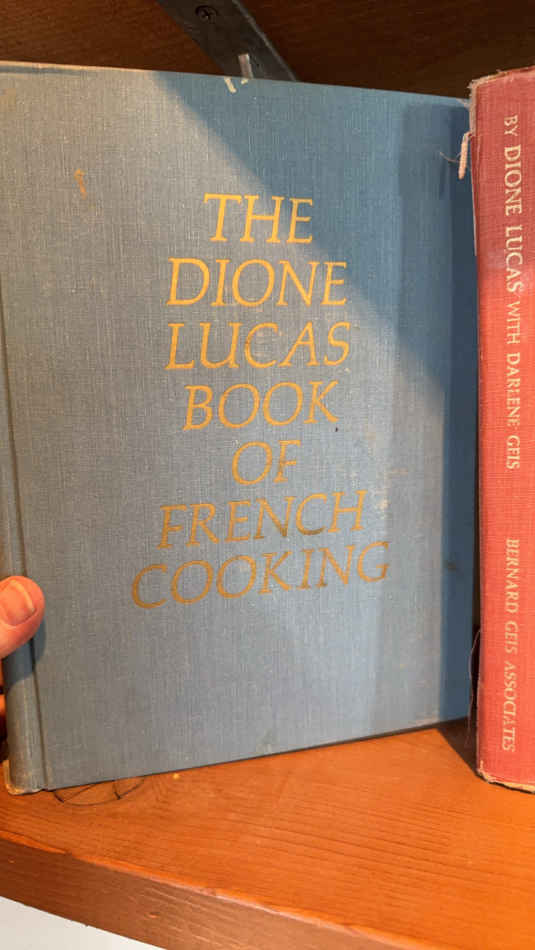 THE
DIONE
LUCAS
BOOK
OF
FRENCH
COOKING
BY DIONE LUCAS WITH DARLENE GEIS BERNARD GEIS ASSOCIATES